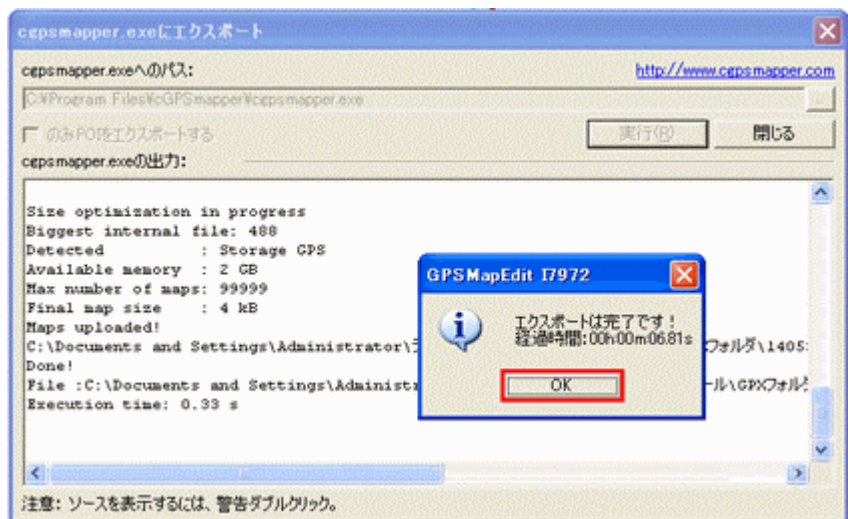 cgpsmapper.exeにエクスポート
cgpsmapper.exeへのパス:
http://www.cgpsmapper.com
C:¥Program Files¥cGPSmapper¥cgpsmapper.exe
のみPOIをエクスポートする
実行(R)
閉じる
cgpsmapper.exeの出力:
Size optimization in progress
Biggest internal file: 488
Detected : Storage GPS
Available memory : 2 GB
Max number of maps: 99999
Final map size : 4 kB
Maps uploaded!
C:\Documents and Settings\Administrator\デ
フォルダ\1405
Done!
File :C:\Documents and Settings\Administ
ール\GPXフォルダ
Execution time: 0.33 s
GPSMapEdit I7972
エクスポートは完了です!
経過時間:00h00m06.81s
OK
注意: ソースを表示するには、警告ダブルクリック。